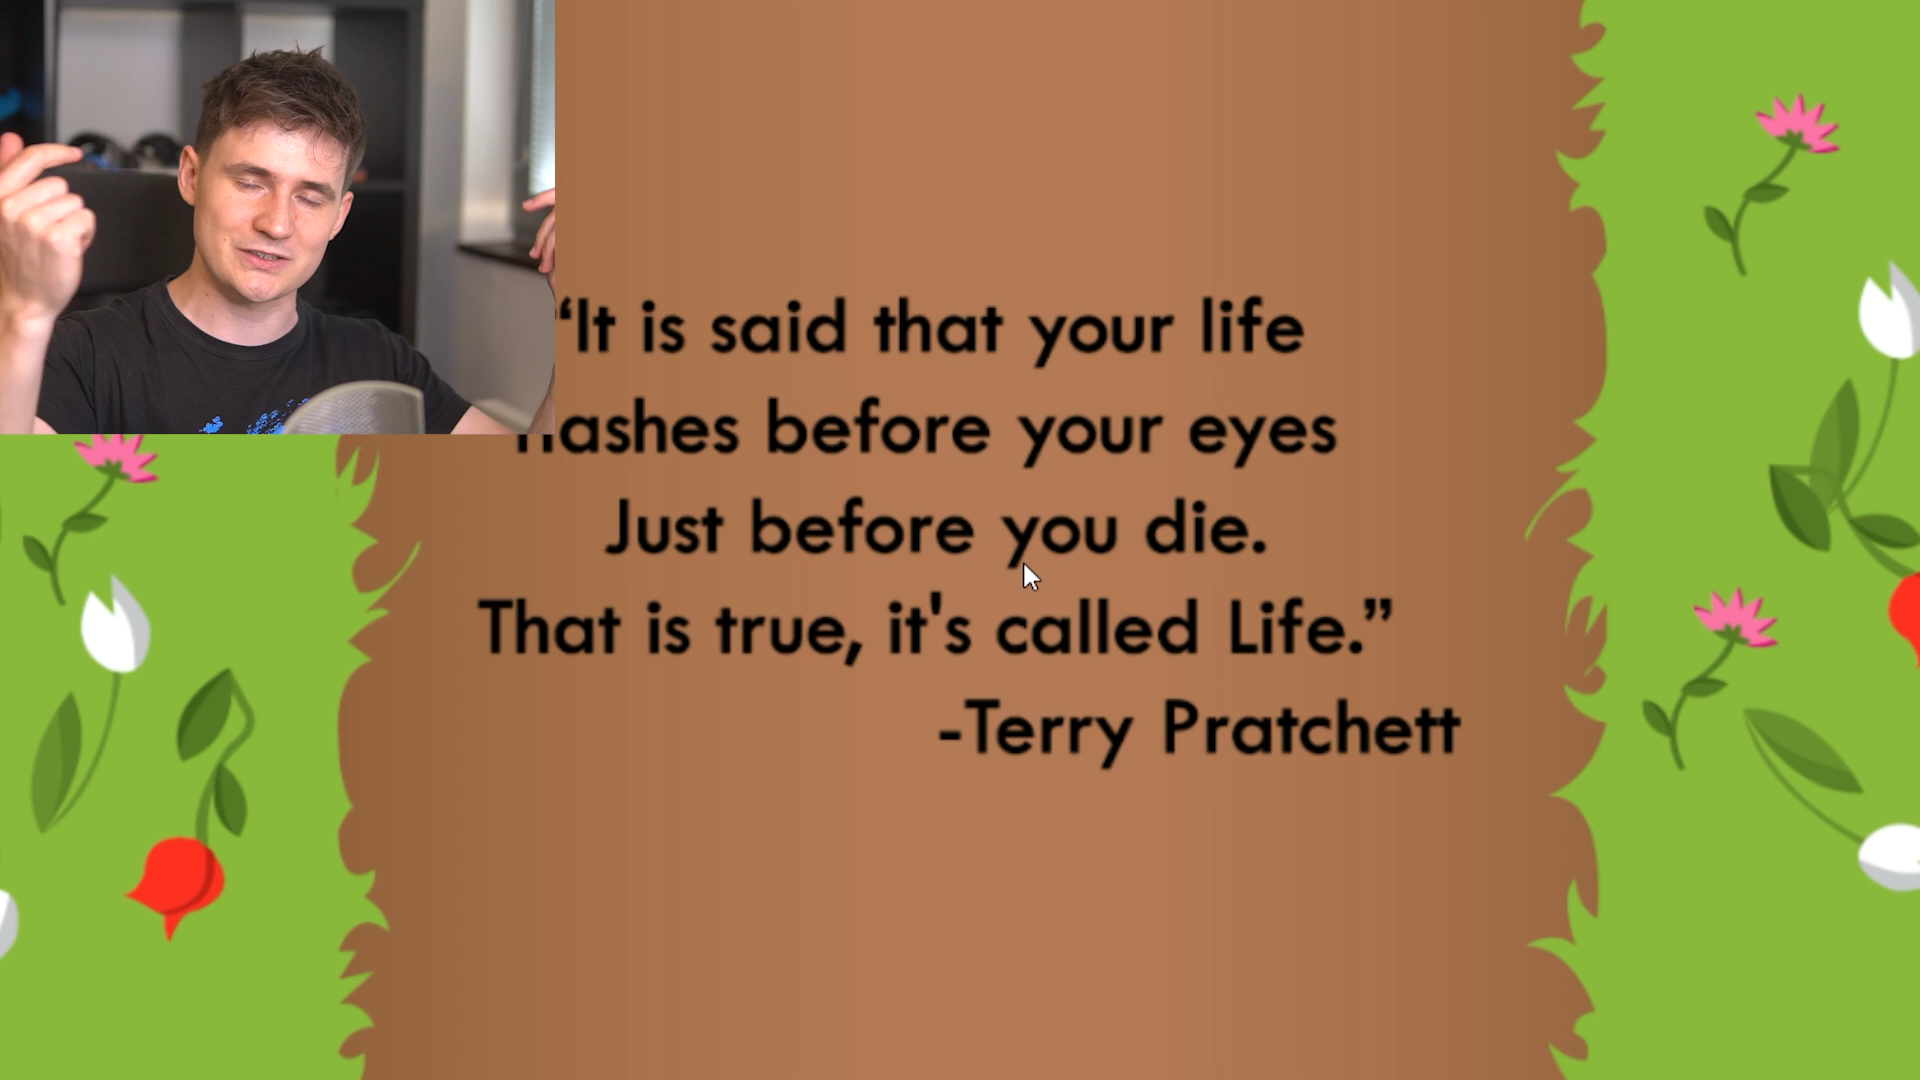 “It is said that your life
flashes before your eyes
Just before you die.
That is true, it's called Life.”
-Terry Pratchett